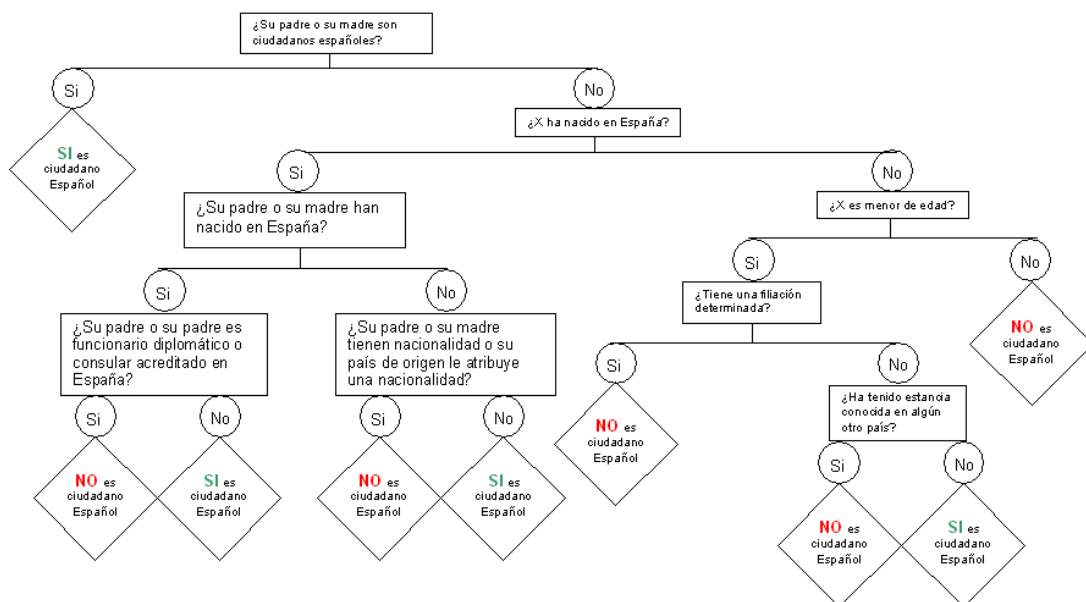 ¿Su padre o su madre son
ciudadanos españoles?
Si
No
SI es
ciudadano
Español
¿X ha nacido en España?
Si
No
¿Su padre o su madre han
nacido en España?
¿X es menor de edad?
Si
No
Si
No
¿Su padre o su padre es
funcionario diplomático o
consular acreditado en
España?
¿Su padre o su madre
tienen nacionalidad o su
país de origen le atribuye
una nacionalidad?
¿Tiene una filiación
determinada?
NO es
ciudadano
Español
Si
No
Si
No
Si
No
NO es
ciudadano
Español
SI es
ciudadano
Español
NO es
ciudadano
Español
SI es
ciudadano
Español
NO es
ciudadano
Español
¿Ha tenido estancia
conocida en algún
otro país?
Si
No
NO es
ciudadano
Español
SI es
ciudadano
Español